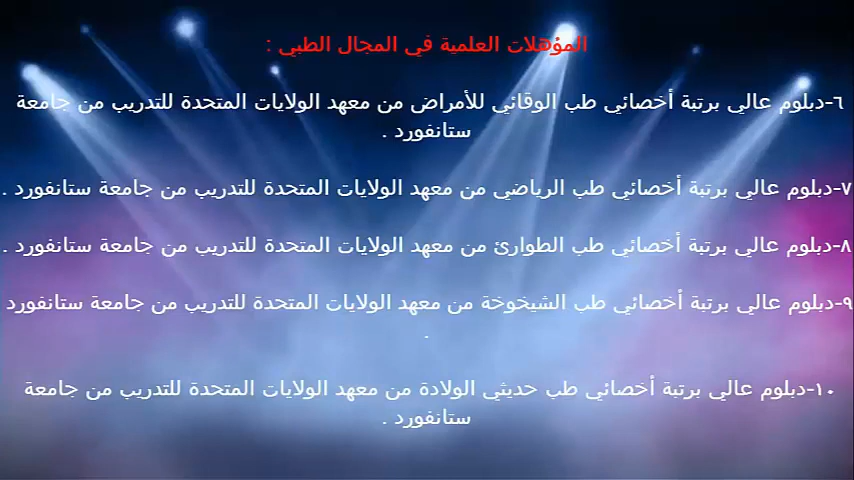 المؤهلات العلمية في المجال الطبي :
٦-دبلوم عالي برتبة أخصائي طب الوقائي للأمراض من معهد الولايات المتحدة للتدريب من جامعة
ستانفورد .
٧-دبلوم عالي برتبة أخصائي طب الرياضي من معهد الولايات المتحدة للتدريب من جامعة ستانفورد .
٨-دبلوم عالي برتبة أخصائي طب الطوارئ من معهد الولايات المتحدة للتدريب من جامعة ستانفورد .
٩-دبلوم عالي برتبة أخصائي طب الشيخوخة من معهد الولايات المتحدة للتدريب من جامعة ستانفورد
.
١٠-دبلوم عالي برتبة أخصائي طب حديثي الولادة من معهد الولايات المتحدة للتدريب من جامعة
ستانفورد .